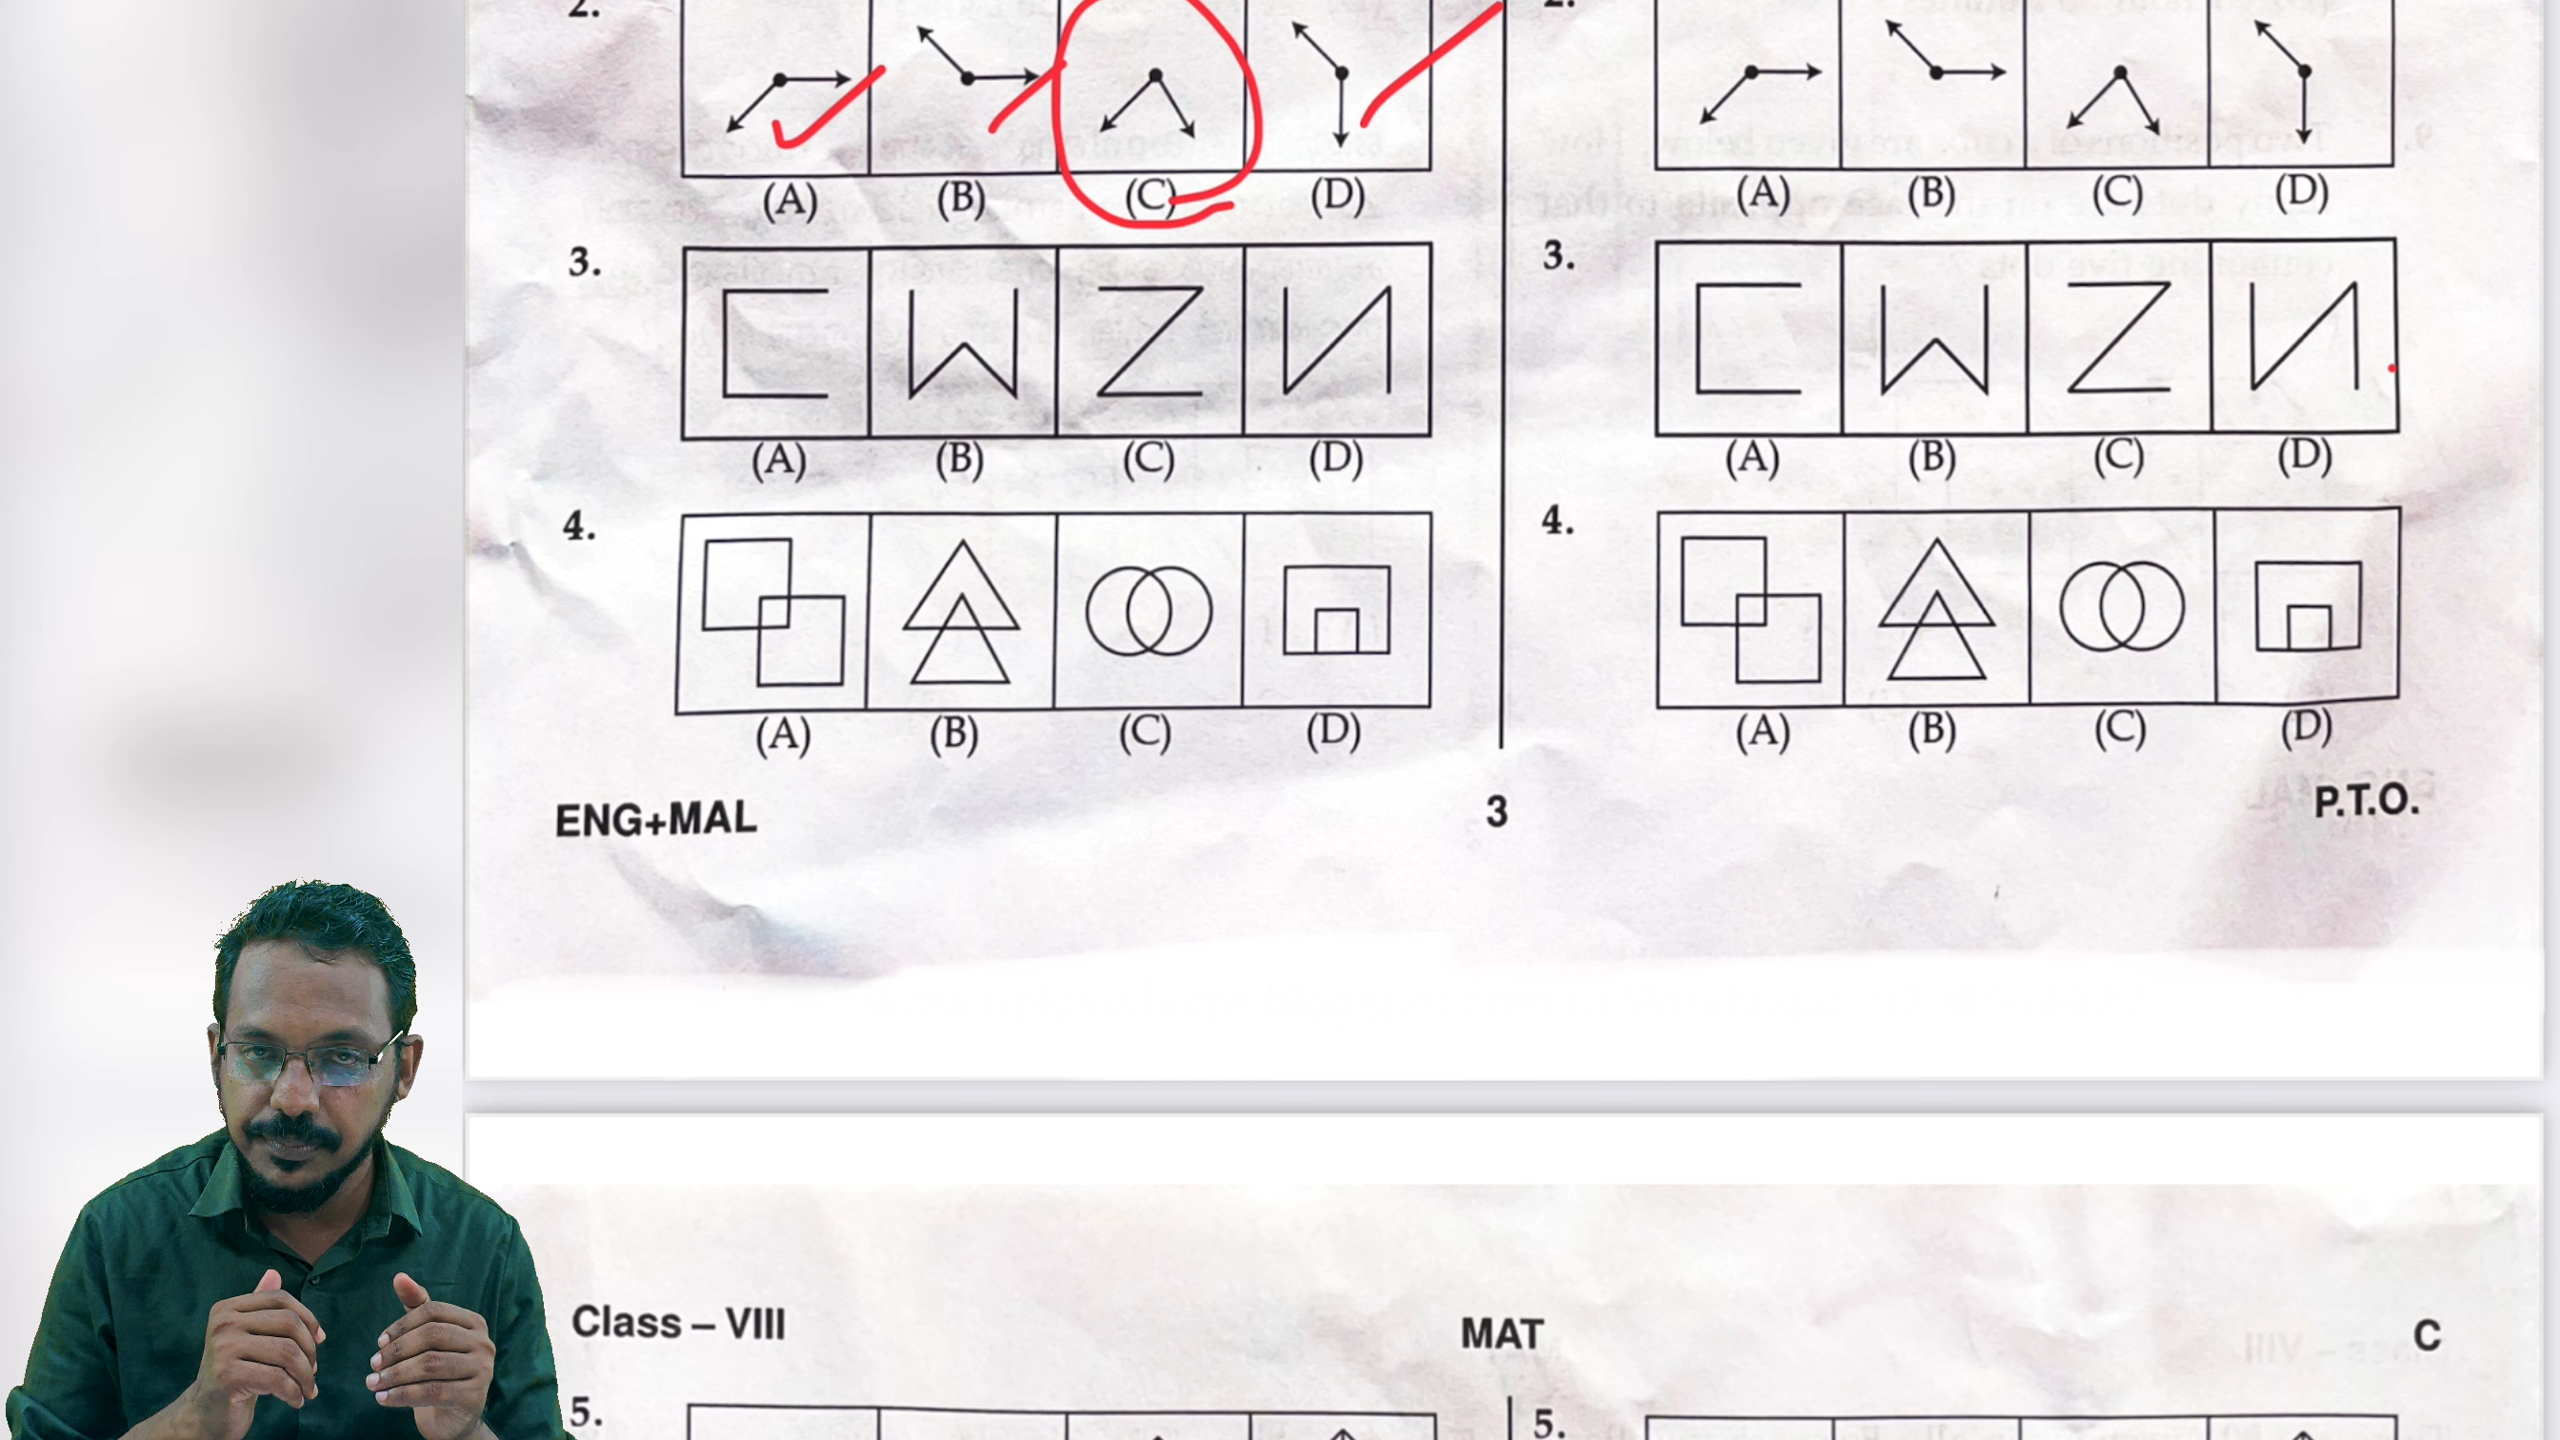 2.
(A) (B) (C) (D)
3.
(A) (B) (C) (D)
4.
(A) (B) (C) (D)
2.
(A) (B) (C) (D)
3.
(A) (B) (C) (D)
4.
(A) (B) (C) (D)
ENG+MAL 3 P.T.O.
Class – VIII MAT C
5.
5.